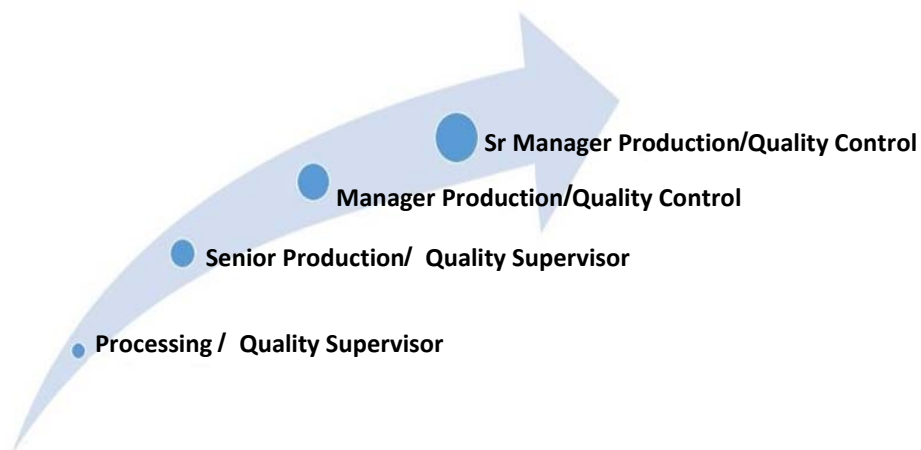 Sr Manager Production/Quality Control
Manager Production/Quality Control
Senior Production/ Quality Supervisor
Processing / Quality Supervisor